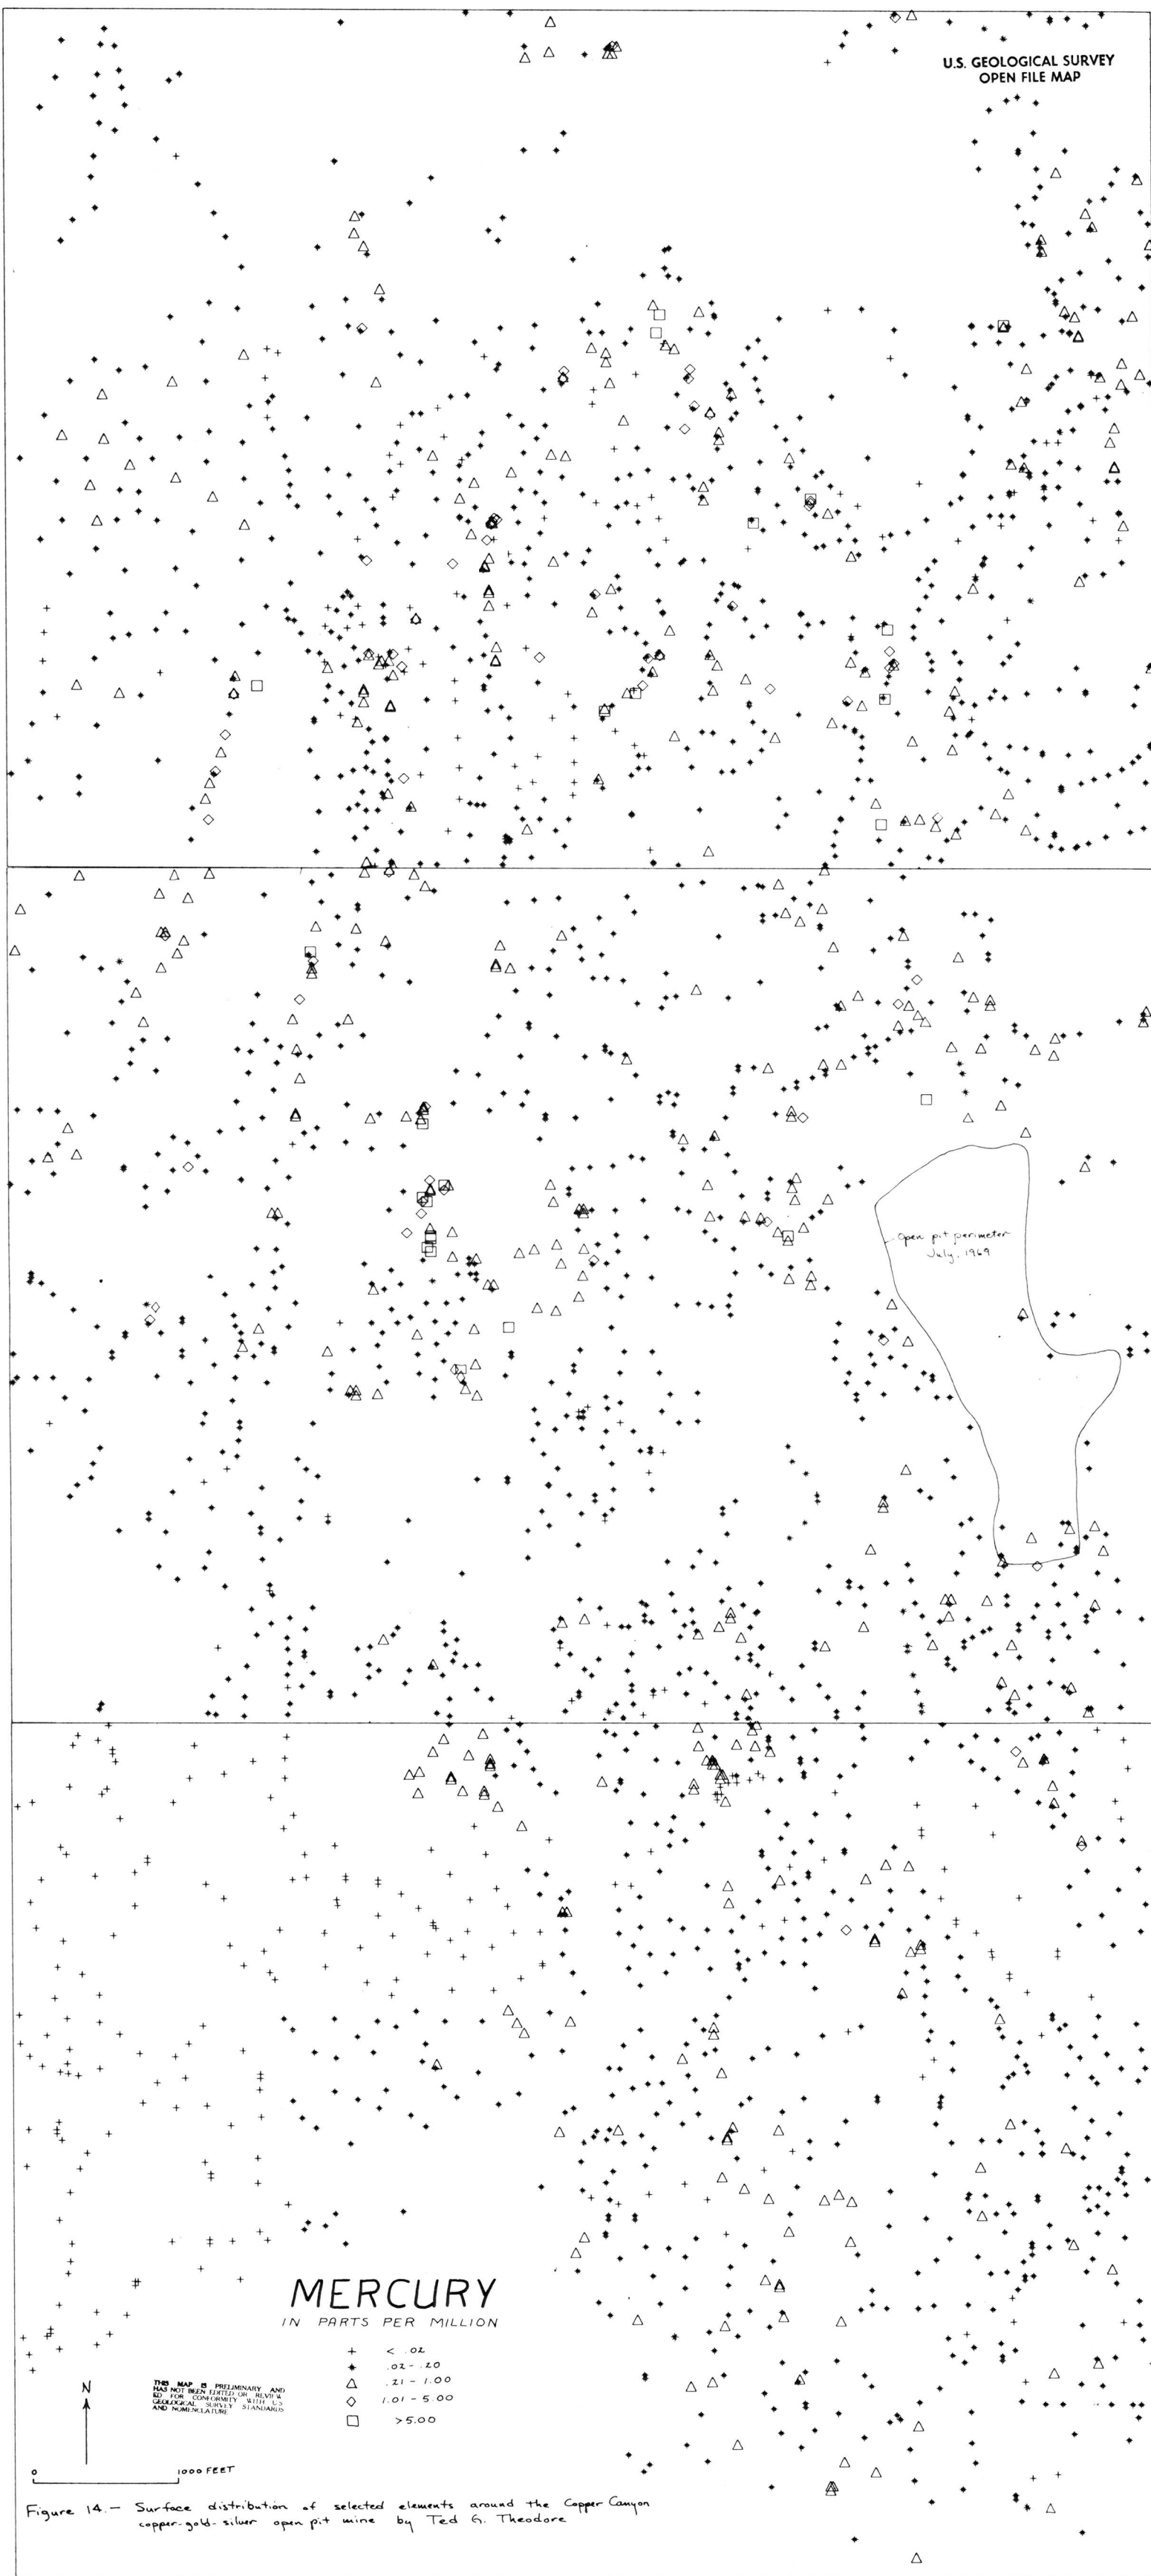 U.S. GEOLOGICAL SURVEY
OPEN FILE MAP
Open pit perimeter
July, 1969
MERCURY
IN PARTS PER MILLION
+ < .02
.02 - .20
△ .21 - 1.00
◇ 1.01 - 5.00
□ >5.00
N
THIS MAP IS PRELIMINARY AND
HAS NOT BEEN EDITED OR REVIEW
ED FOR CONFORMITY WITH U.S
GEOLOGICAL SURVEY STANDARDS
AND NOMENCLATURE
0 1000 FEET
Figure 14.- Surface distribution of selected elements around the Copper Canyon
copper-gold-silver open pit mine by Ted G. Theodore